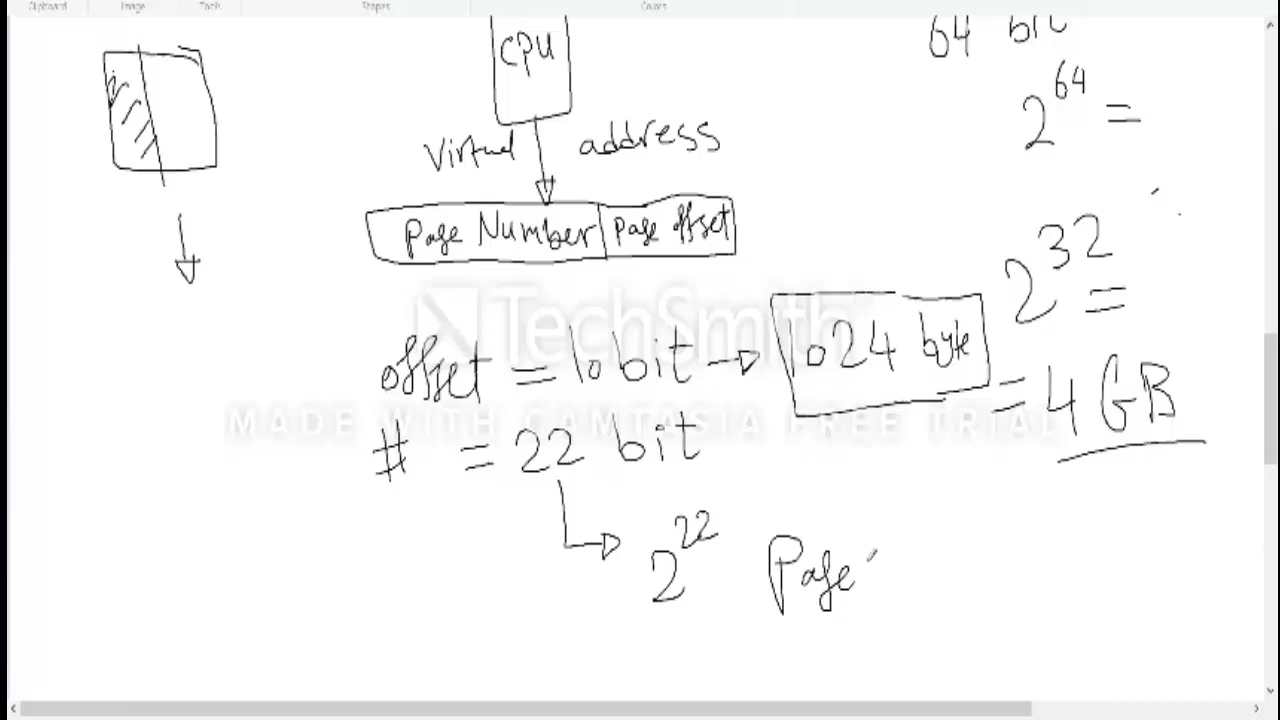 Clipboard Image Tools Shapes Colors
CPU
64 bit
2^64 =
Virtual address
Page Number Page offset
2^32 =
TechSmith
offset = 10 bit → 1024 byte
= 4 GB
MADE WITH CAMTASIA FREE TRIAL
# = 22 bit
2^22 Page